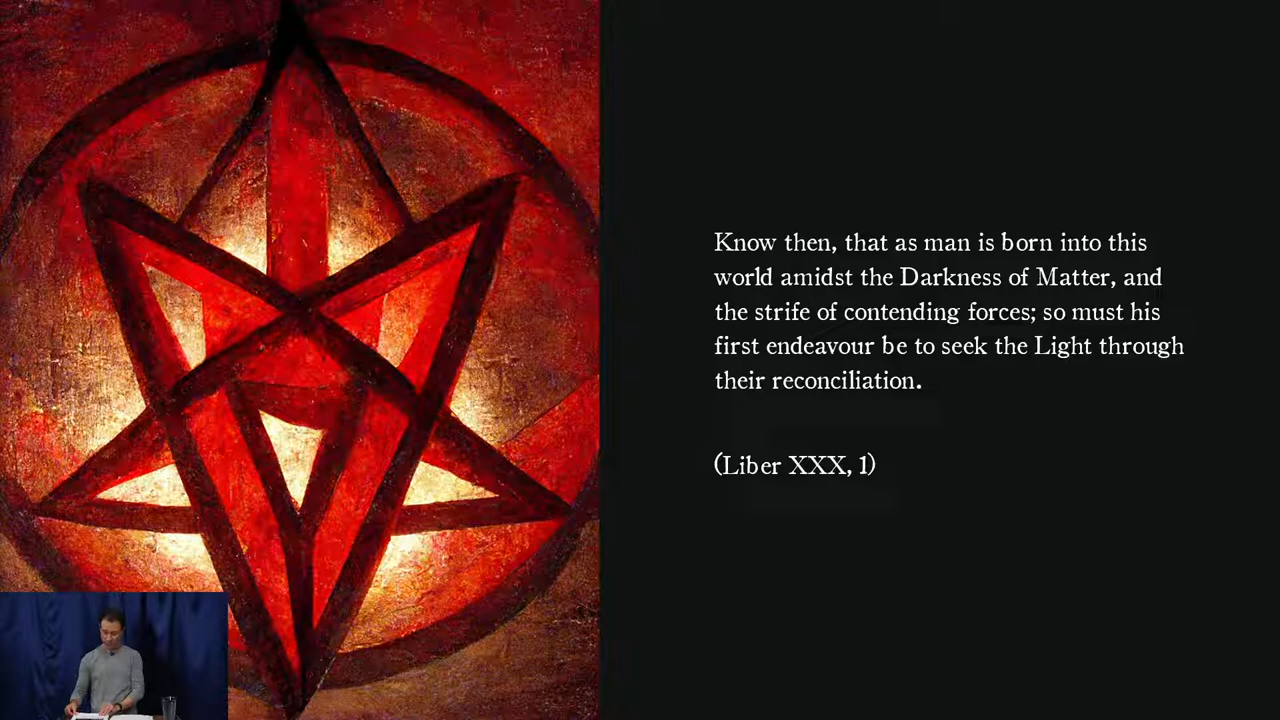 Know then, that as man is born into this
world amidst the Darkness of Matter, and
the strife of contending forces; so must his
first endeavour be to seek the Light through
their reconciliation.
(Liber XXX, 1)